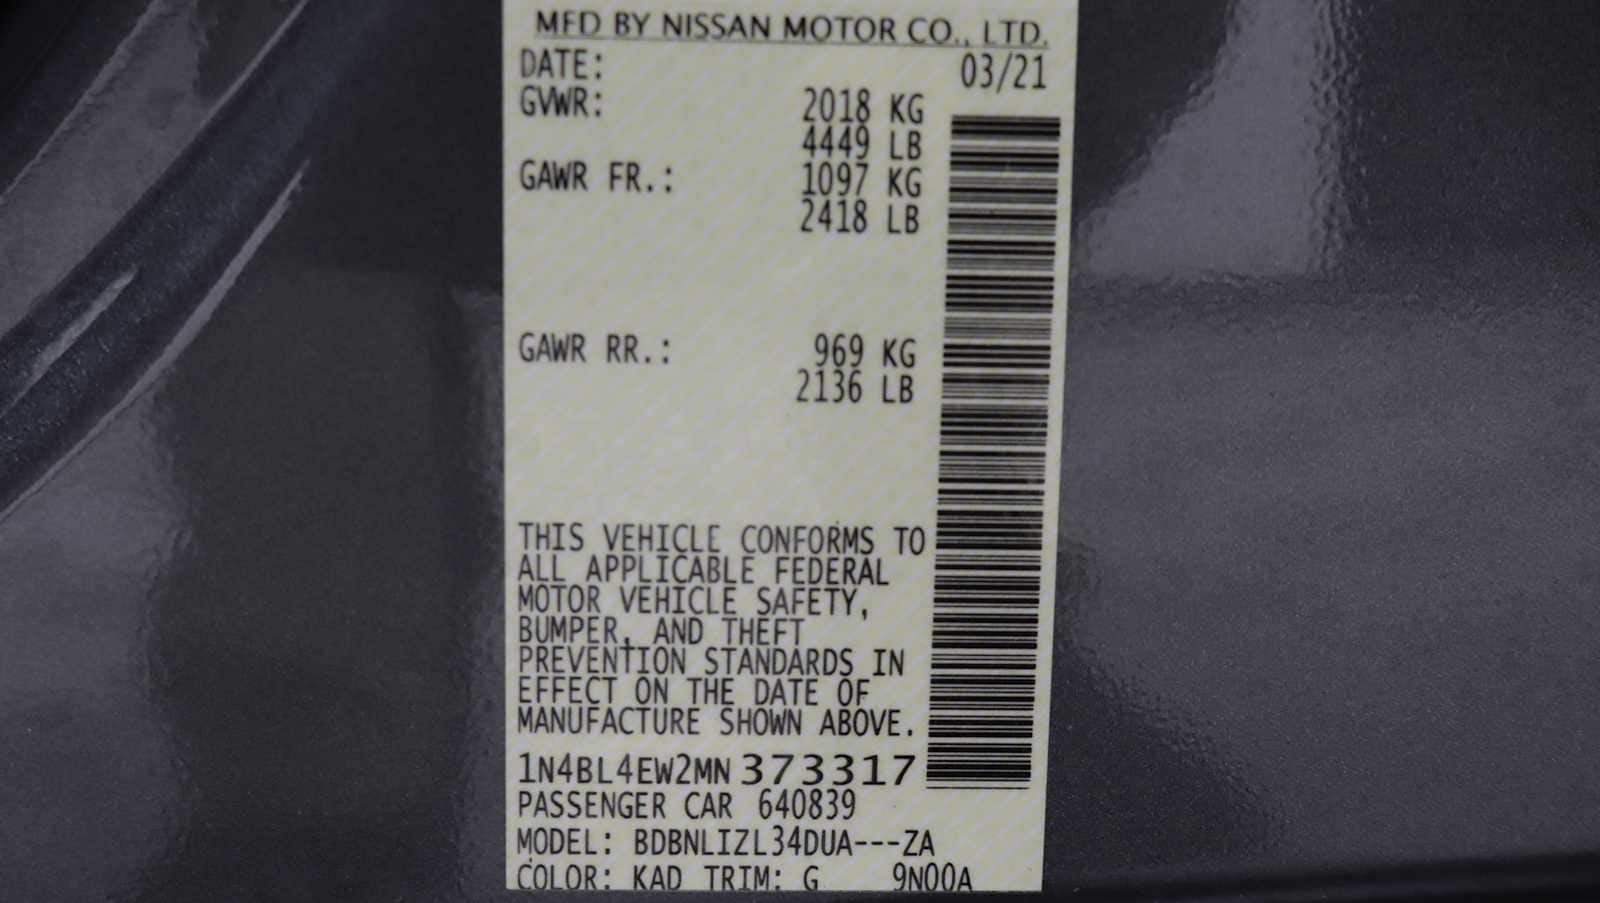 MFD BY NISSAN MOTOR CO., LTD.
DATE: 03/21
GVWR: 2018 KG
4449 LB
GAWR FR.: 1097 KG
2418 LB
GAWR RR.: 969 KG
2136 LB
THIS VEHICLE CONFORMS TO
ALL APPLICABLE FEDERAL
MOTOR VEHICLE SAFETY,
BUMPER, AND THEFT
PREVENTION STANDARDS IN
EFFECT ON THE DATE OF
MANUFACTURE SHOWN ABOVE.
1N4BL4EW2MN373317
PASSENGER CAR 640839
MODEL: BDBNLIZL34DUA---ZA
COLOR: KAD TRIM: G 9N00A